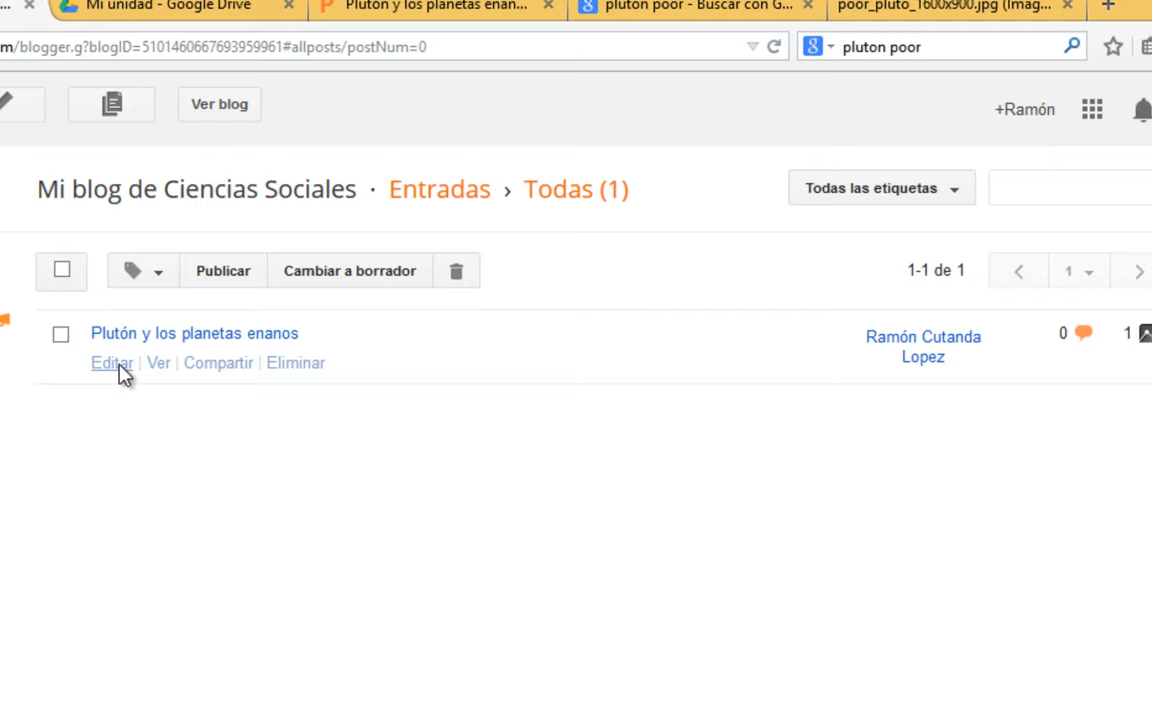 ... Mi unidad - Google Drive Plutón y los planetas enan... pluton poor - Buscar con G... poor_pluto_1600x900.jpg (Imag...
m/blogger.g?blogID=5101460667693959961#allposts/postNum=0 pluton poor
Ver blog +Ramón
Mi blog de Ciencias Sociales · Entradas › Todas (1) Todas las etiquetas
Publicar Cambiar a borrador 1-1 de 1 1
Plutón y los planetas enanos Ramón Cutanda 0 1
Editar | Ver | Compartir | Eliminar Lopez